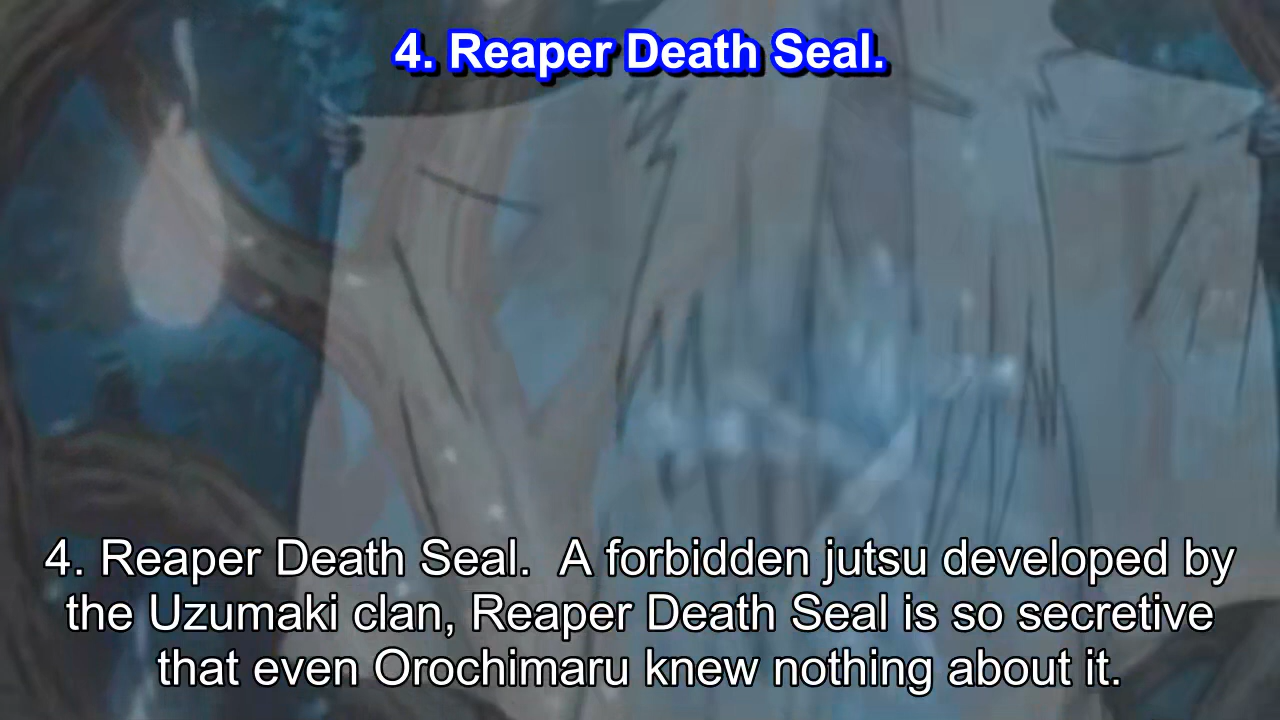 4. Reaper Death Seal.
4. Reaper Death Seal.  A forbidden jutsu developed by
the Uzumaki clan, Reaper Death Seal is so secretive
that even Orochimaru knew nothing about it.